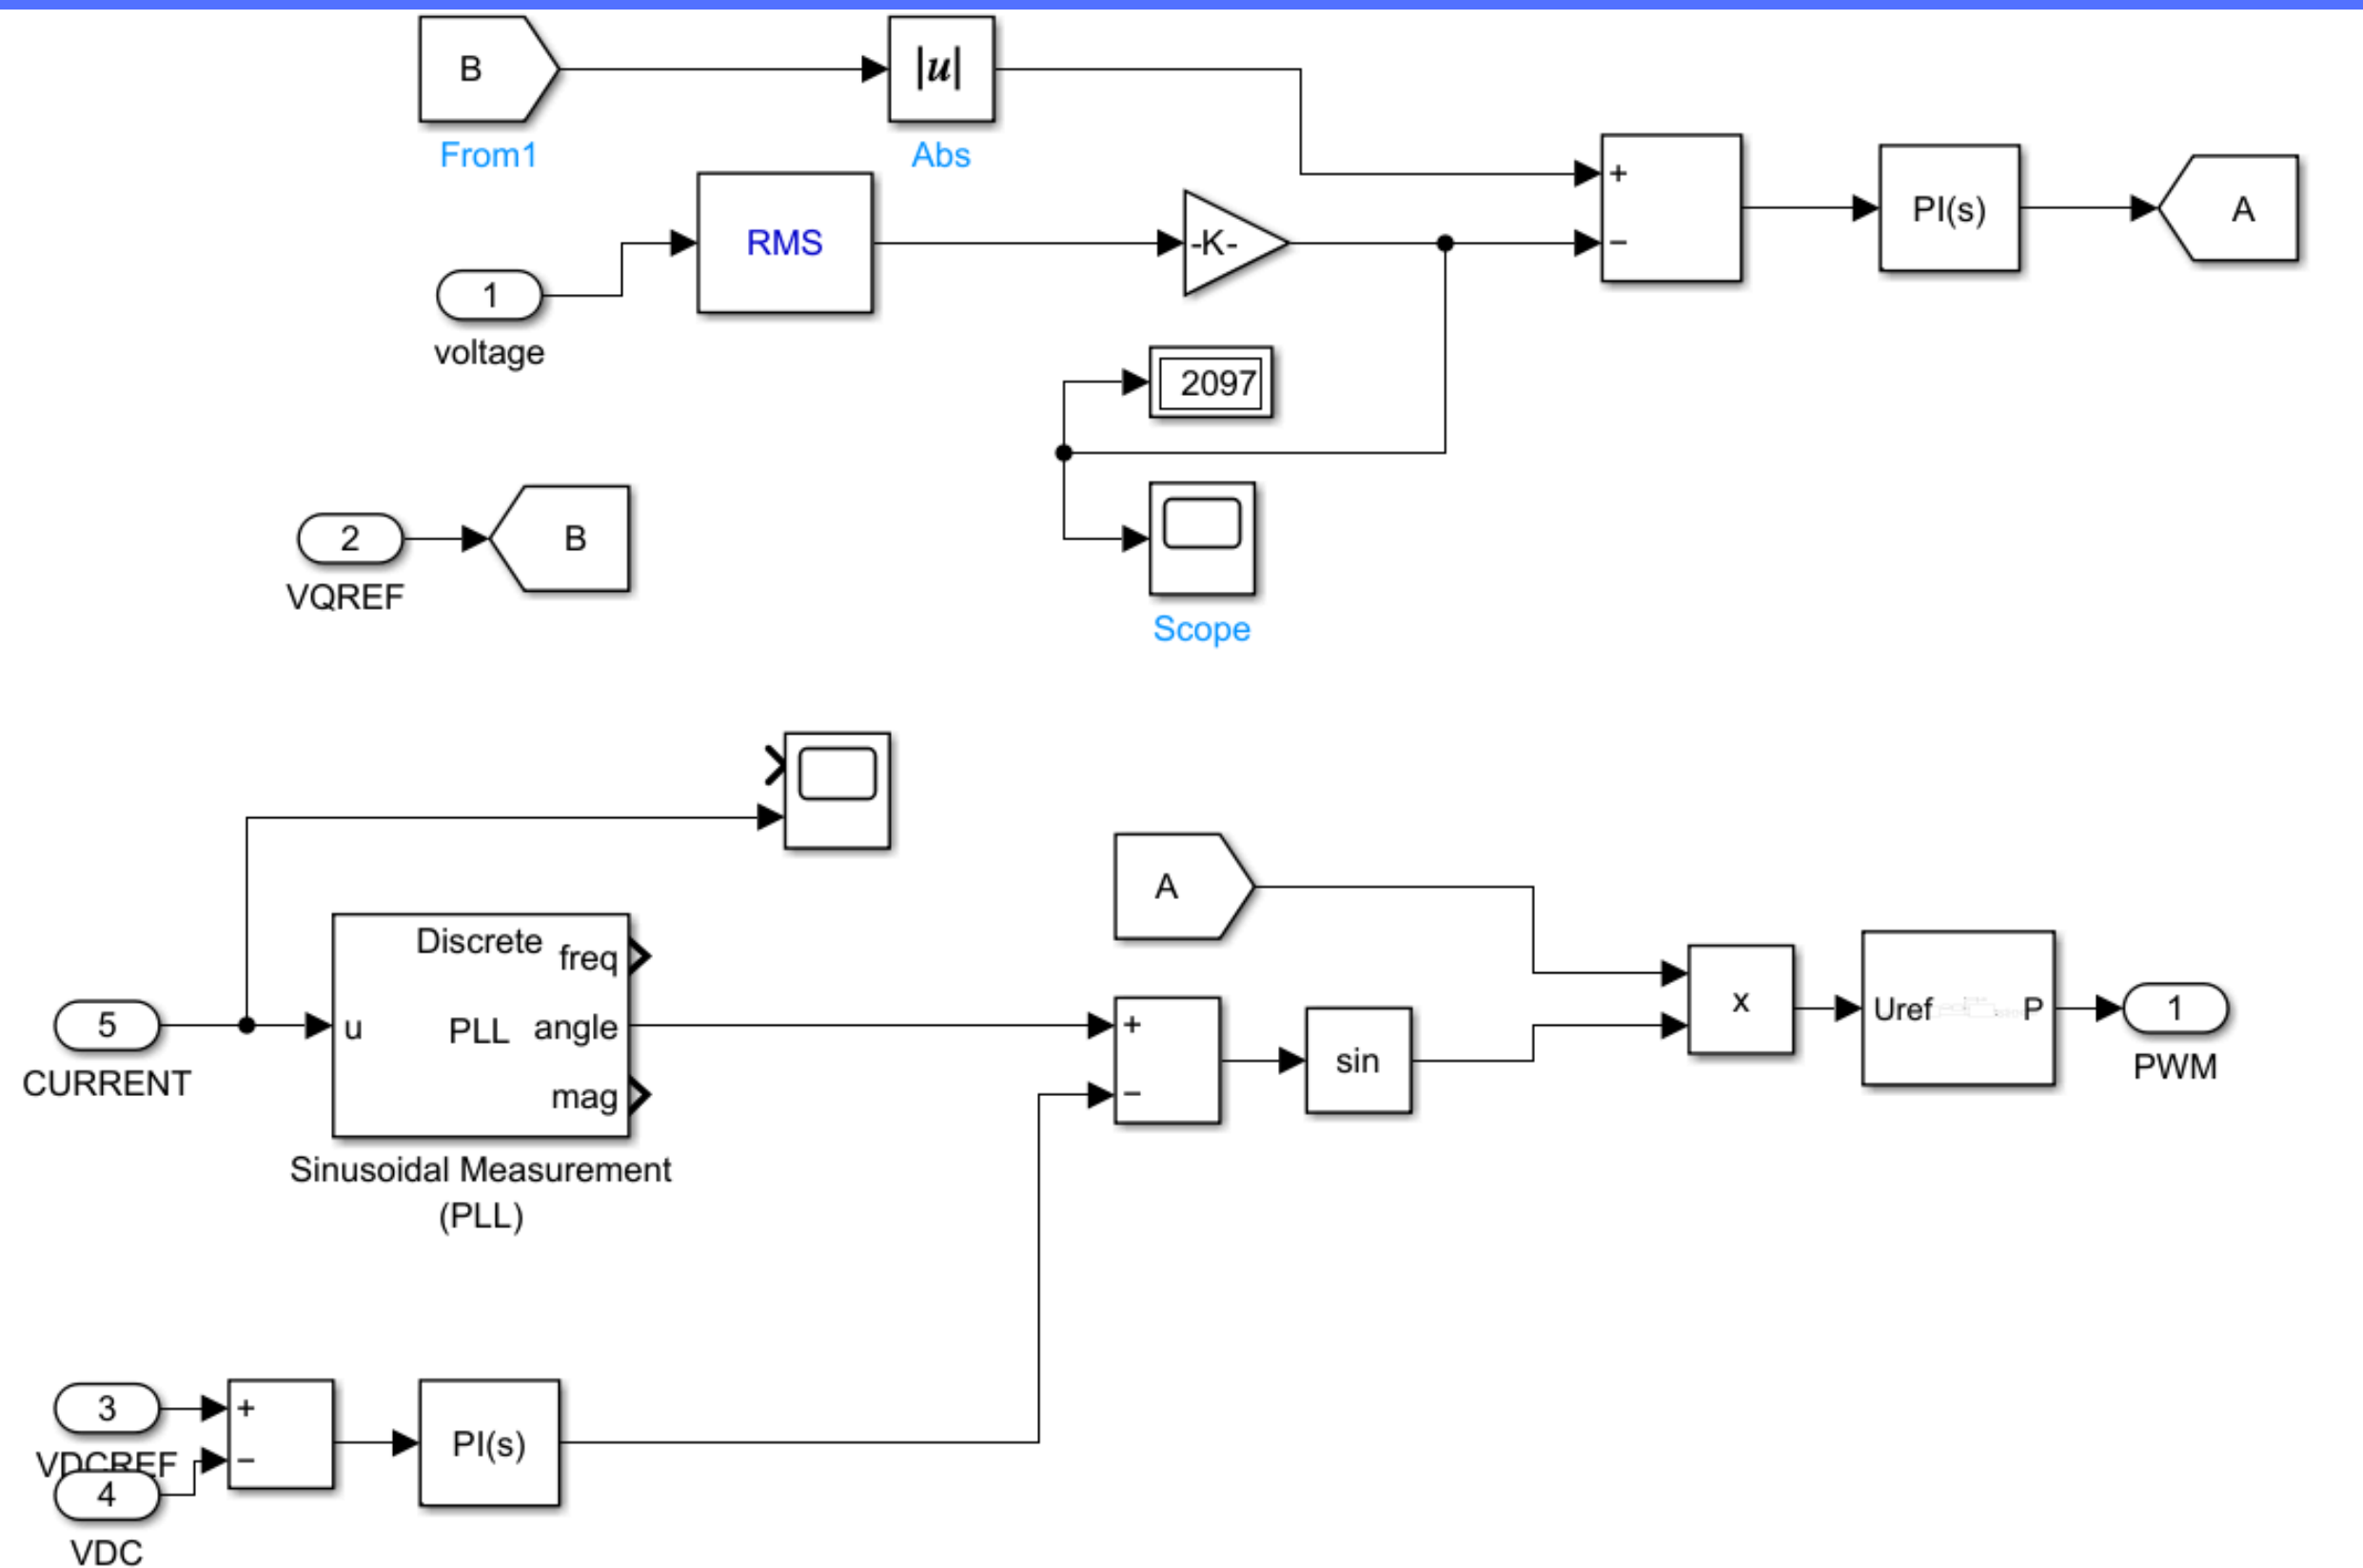 B
|u|
From1
Abs
+
PI(s)
A
RMS
-K-
−
1
voltage
2097
2
B
VQREF
Scope
A
Discrete
freq
x
Uref
P
1
5
u
PLL
angle
+
sin
CURRENT
PWM
mag
−
Sinusoidal Measurement
(PLL)
3
+
VDCREF
−
PI(s)
4
VDC